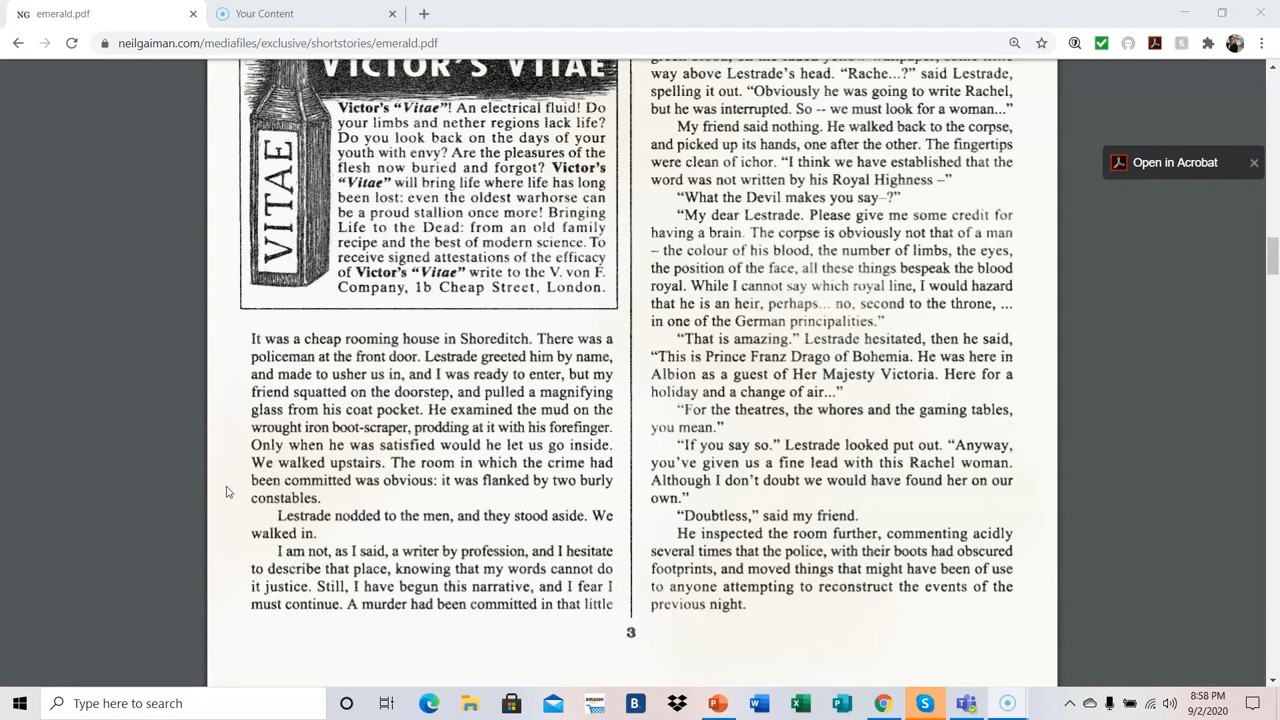 emerald.pdf
Your Content
neilgaiman.com/mediafiles/exclusive/shortstories/emerald.pdf
Open in Acrobat
VICTOR'S VITAE
VITAE
Victor's "Vitae"! An electrical fluid! Do
your limbs and nether regions lack life?
Do you look back on the days of your
youth with envy? Are the pleasures of the
flesh now buried and forgot? Victor's
"Vitae" will bring life where life has long
been lost: even the oldest warhorse can
be a proud stallion once more! Bringing
Life to the Dead: from an old family
recipe and the best of modern science. To
receive signed attestations of the efficacy
of Victor's "Vitae" write to the V. von F.
Company, 1b Cheap Street, London.
It was a cheap rooming house in Shoreditch. There was a
policeman at the front door. Lestrade greeted him by name,
and made to usher us in, and I was ready to enter, but my
friend squatted on the doorstep, and pulled a magnifying
glass from his coat pocket. He examined the mud on the
wrought iron boot-scraper, prodding at it with his forefinger.
Only when he was satisfied would he let us go inside.
We walked upstairs. The room in which the crime had
been committed was obvious: it was flanked by two burly
constables.
Lestrade nodded to the men, and they stood aside. We
walked in.
I am not, as I said, a writer by profession, and I hesitate
to describe that place, knowing that my words cannot do
it justice. Still, I have begun this narrative, and I fear I
must continue. A murder had been committed in that little
way above Lestrade's head. "Rache...?" said Lestrade,
spelling it out. "Obviously he was going to write Rachel,
but he was interrupted. So -- we must look for a woman..."
My friend said nothing. He walked back to the corpse,
and picked up its hands, one after the other. The fingertips
were clean of ichor. "I think we have established that the
word was not written by his Royal Highness –"
"What the Devil makes you say–?"
"My dear Lestrade. Please give me some credit for
having a brain. The corpse is obviously not that of a man
– the colour of his blood, the number of limbs, the eyes,
the position of the face, all these things bespeak the blood
royal. While I cannot say which royal line, I would hazard
that he is an heir, perhaps... no, second to the throne, ...
in one of the German principalities."
"That is amazing." Lestrade hesitated, then he said,
"This is Prince Franz Drago of Bohemia. He was here in
Albion as a guest of Her Majesty Victoria. Here for a
holiday and a change of air..."
"For the theatres, the whores and the gaming tables,
you mean."
"If you say so." Lestrade looked put out. "Anyway,
you've given us a fine lead with this Rachel woman.
Although I don't doubt we would have found her on our
own."
"Doubtless," said my friend.
He inspected the room further, commenting acidly
several times that the police, with their boots had obscured
footprints, and moved things that might have been of use
to anyone attempting to reconstruct the events of the
previous night.
3
Type here to search
8:58 PM
9/2/2020